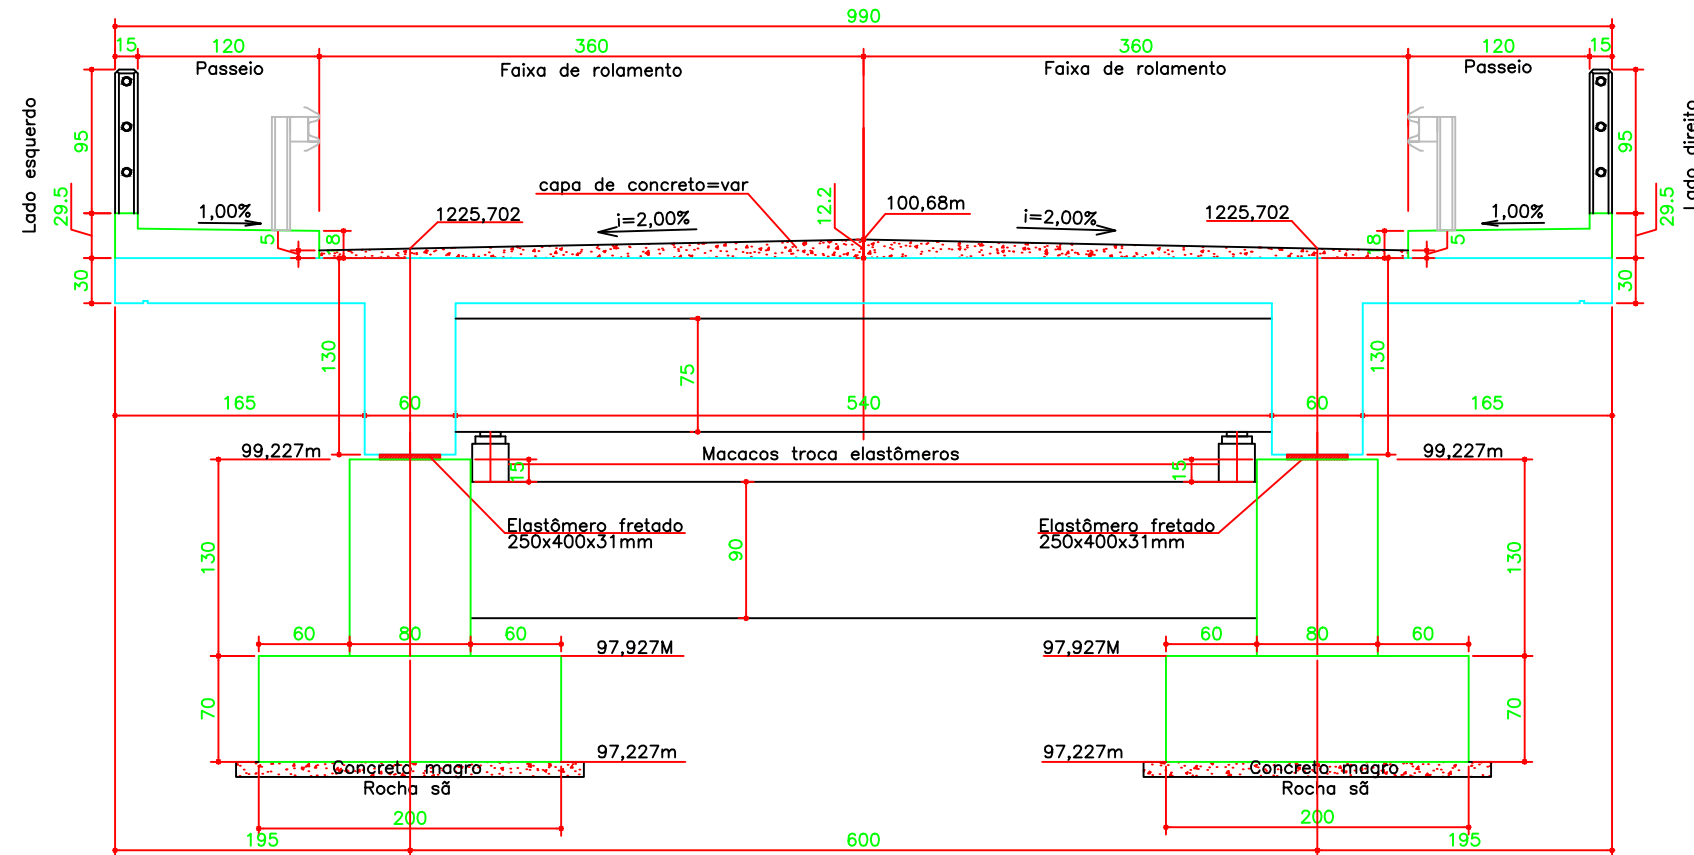 990
15
120
360
360
120
15
Passeio
Faixa de rolamento
Faixa de rolamento
Passeio
Lado esquerdo
95
95
Lado direito
capa de concreto=var
29.5
1,00%
1225,702
i=2,00%
12.2
100,68m
i=2,00%
1225,702
1,00%
29.5
5
8
8
5
30
30
130
75
130
165
60
540
60
165
99,227m
Macacos troca elastômeros
99,227m
15
15
Elastômero fretado
250x400x31mm
Elastômero fretado
250x400x31mm
130
90
130
60
80
60
97,927M
97,927M
60
80
60
70
70
97,227m
97,227m
Concreto magro
Rocha sã
Concreto magro
Rocha sã
200
200
195
600
195